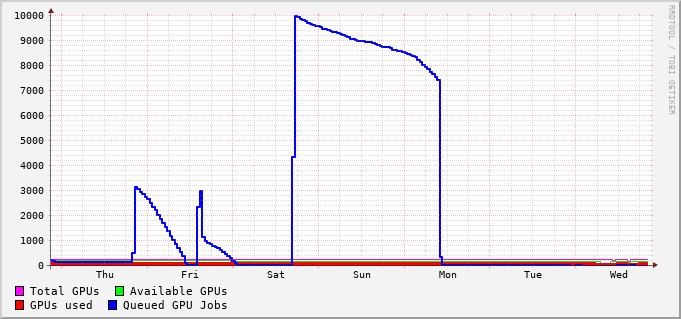 10000
9000
8000
7000
6000
5000
4000
3000
2000
1000
0
Thu Fri Sat Sun Mon Tue Wed
Total GPUs Available GPUs
GPUs used Queued GPU Jobs
RRDTOOL / TOBI OETIKER